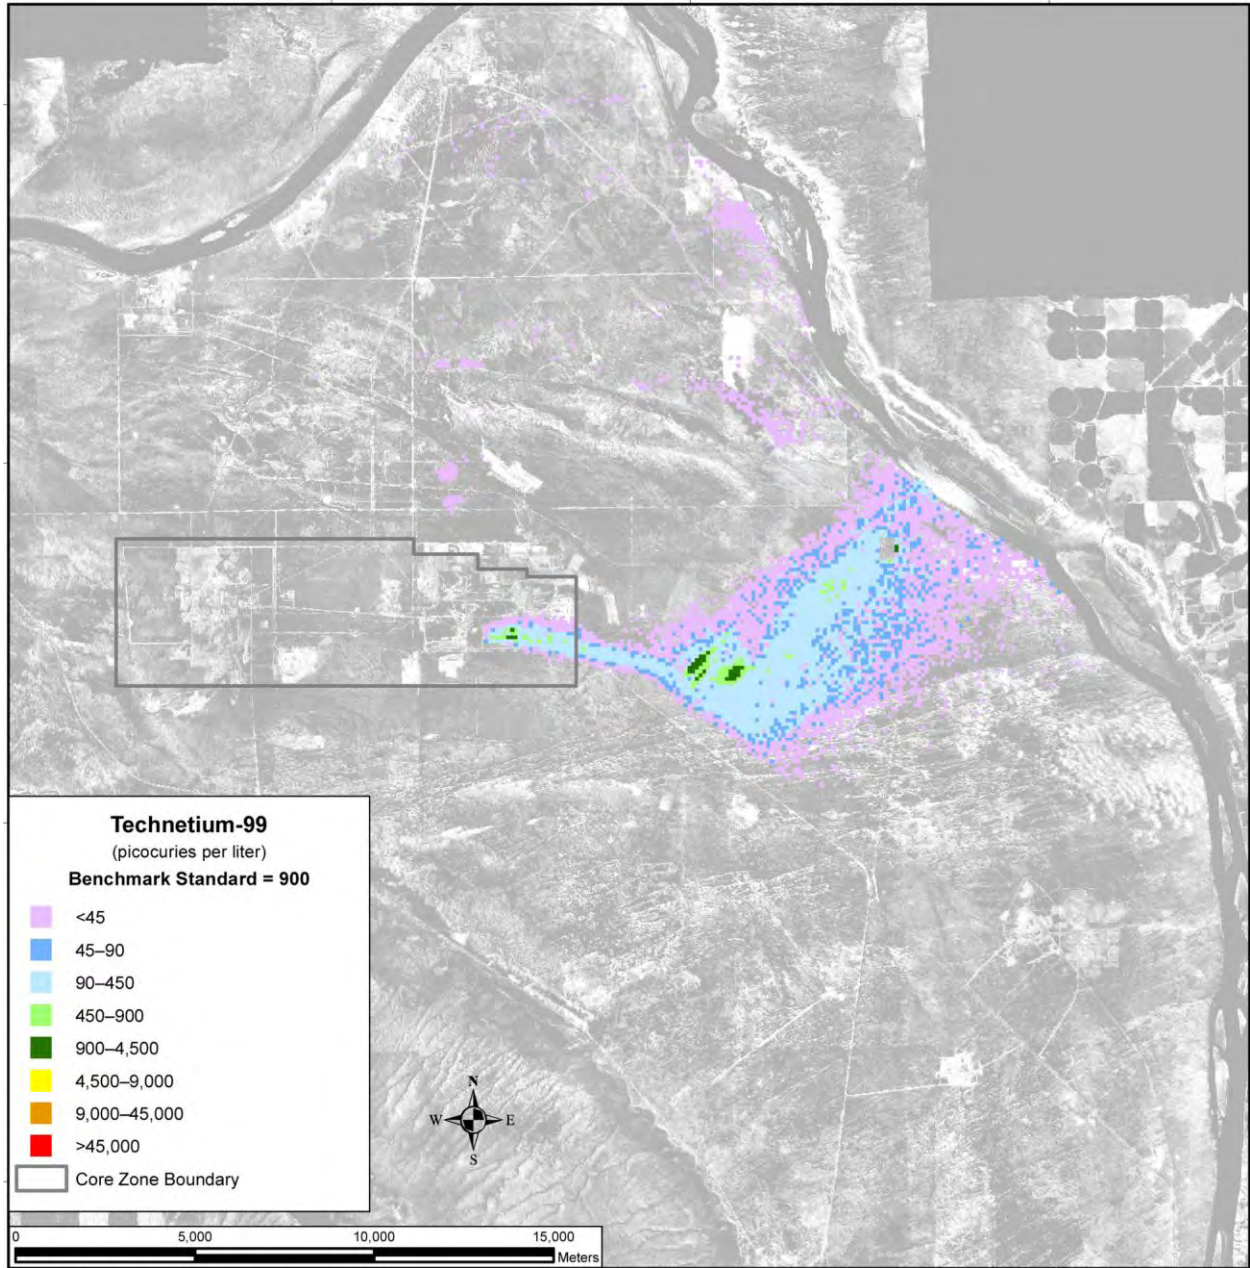 Technetium-99
(picocuries per liter)
Benchmark Standard = 900
<45
45–90
90–450
450–900
900–4,500
4,500–9,000
9,000–45,000
>45,000
Core Zone Boundary
N
W E
S
0 5,000 10,000 15,000
Meters